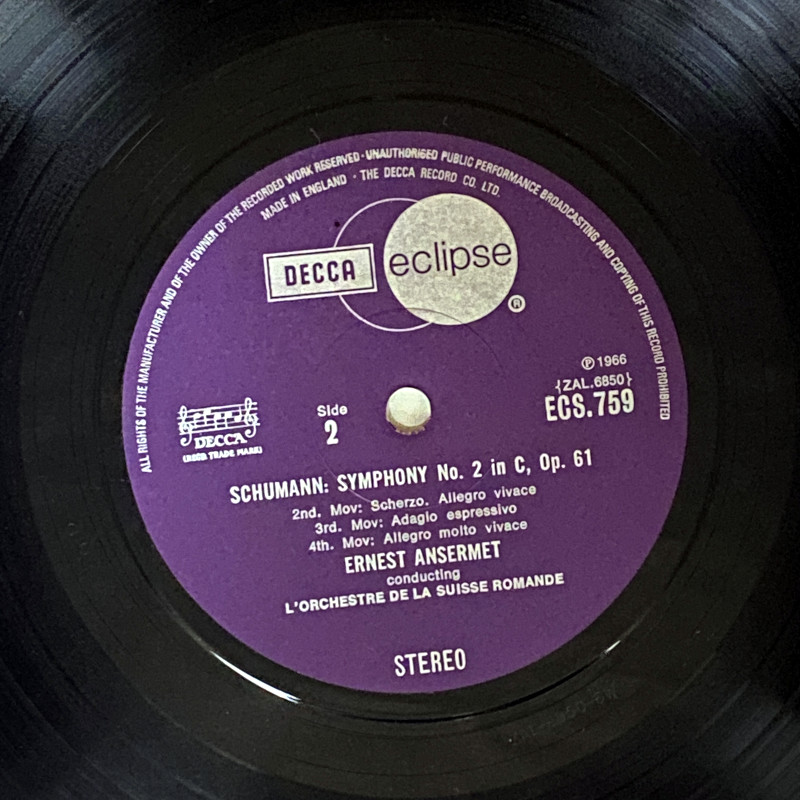 ALL RIGHTS OF THE MANUFACTURER AND OF THE OWNER OF THE RECORDED WORK RESERVED · UNAUTHORISED PUBLIC PERFORMANCE BROADCASTING AND COPYING OF THIS RECORD PROHIBITED
MADE IN ENGLAND · THE DECCA RECORD CO. LTD.
DECCA eclipse
®
℗ 1966
{ZAL.6850}
ECS.759
DECCA
(REGD. TRADE MARK)
Side
2
SCHUMANN: SYMPHONY No. 2 in C, Op. 61
2nd. Mov: Scherzo. Allegro vivace
3rd. Mov: Adagio espressivo
4th. Mov: Allegro molto vivace
ERNEST ANSERMET
conducting
L'ORCHESTRE DE LA SUISSE ROMANDE
STEREO